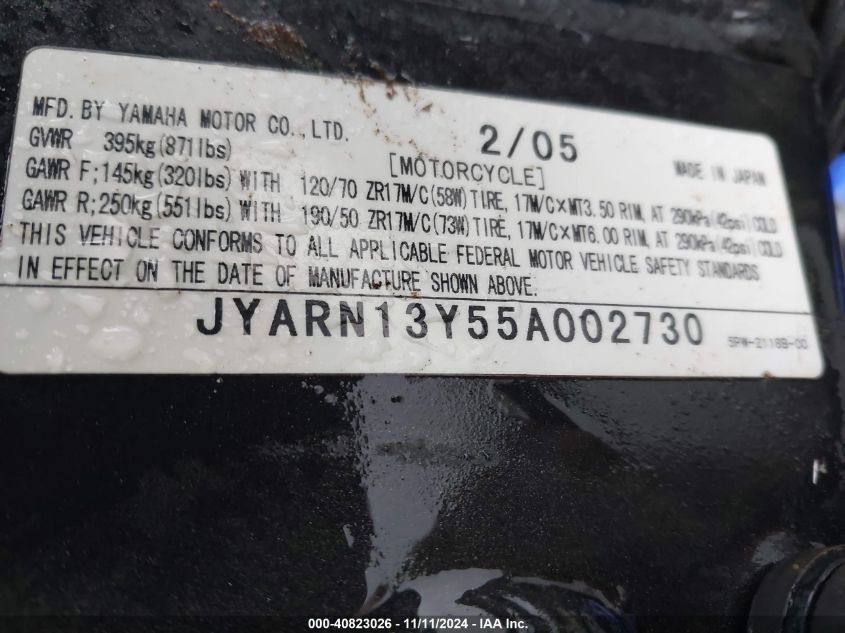 MFD. BY YAMAHA MOTOR CO., LTD. 2/05 MADE IN JAPAN
GVWR 395kg(871lbs) [MOTORCYCLE]
GAWR F;145kg(320lbs) WITH 120/70 ZR17M/C(58W)TIRE, 17M/C×MT3.50 RIM, AT 290kPa(42psi)COLD
GAWR R;250kg(551lbs) WITH 190/50 ZR17M/C(73W)TIRE, 17M/C×MT6.00 RIM, AT 290kPa(42psi)COLD
THIS VEHICLE CONFORMS TO ALL APPLICABLE FEDERAL MOTOR VEHICLE SAFETY STANDARDS
IN EFFECT ON THE DATE OF MANUFACTURE SHOWN ABOVE.
JYARN13Y55A002730 5PW-2118B-00
000-40823026 - 11/11/2024 - IAA Inc.